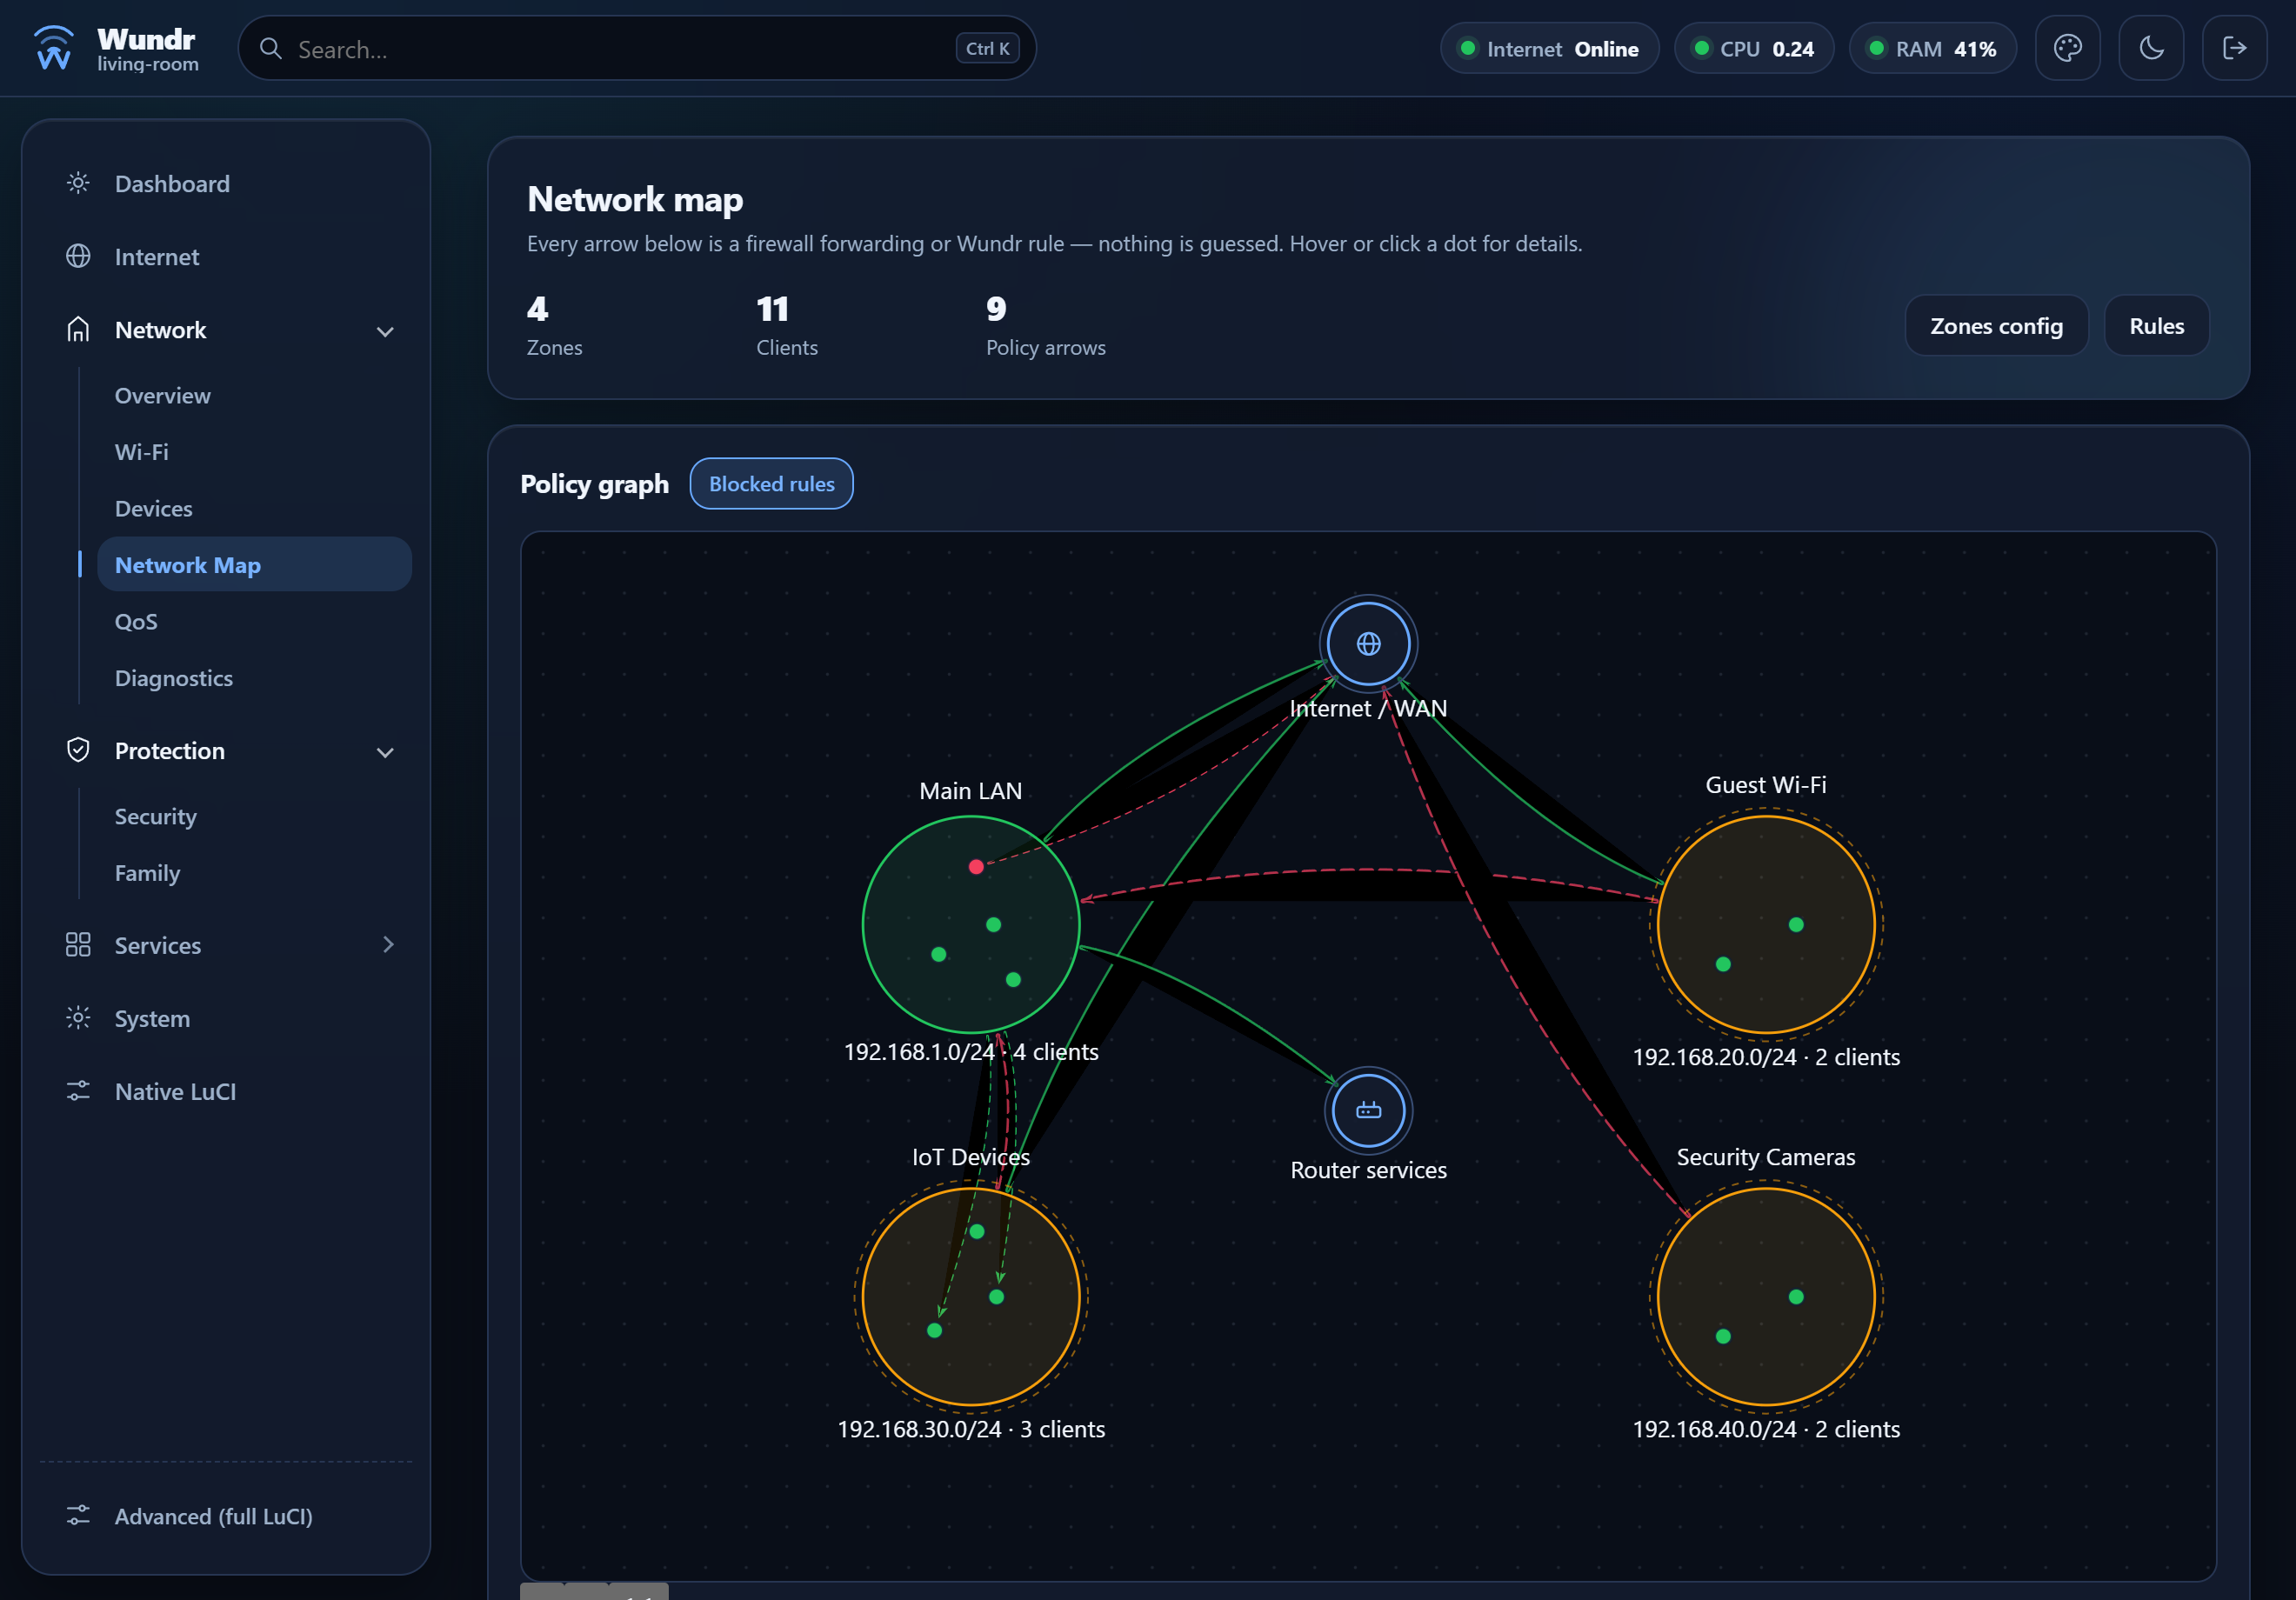 Wundr
living-room
Search...
Ctrl K
Internet Online
CPU 0.24
RAM 41%
Dashboard
Internet
Network
Overview
Wi-Fi
Devices
Network Map
QoS
Diagnostics
Protection
Security
Family
Services
System
Native LuCI
Advanced (full LuCI)
Network map
Every arrow below is a firewall forwarding or Wundr rule — nothing is guessed. Hover or click a dot for details.
4
Zones
11
Clients
9
Policy arrows
Zones config
Rules
Policy graph
Blocked rules
Internet / WAN
Main LAN
192.168.1.0/24 · 4 clients
Guest Wi-Fi
192.168.20.0/24 · 2 clients
Router services
IoT Devices
192.168.30.0/24 · 3 clients
Security Cameras
192.168.40.0/24 · 2 clients